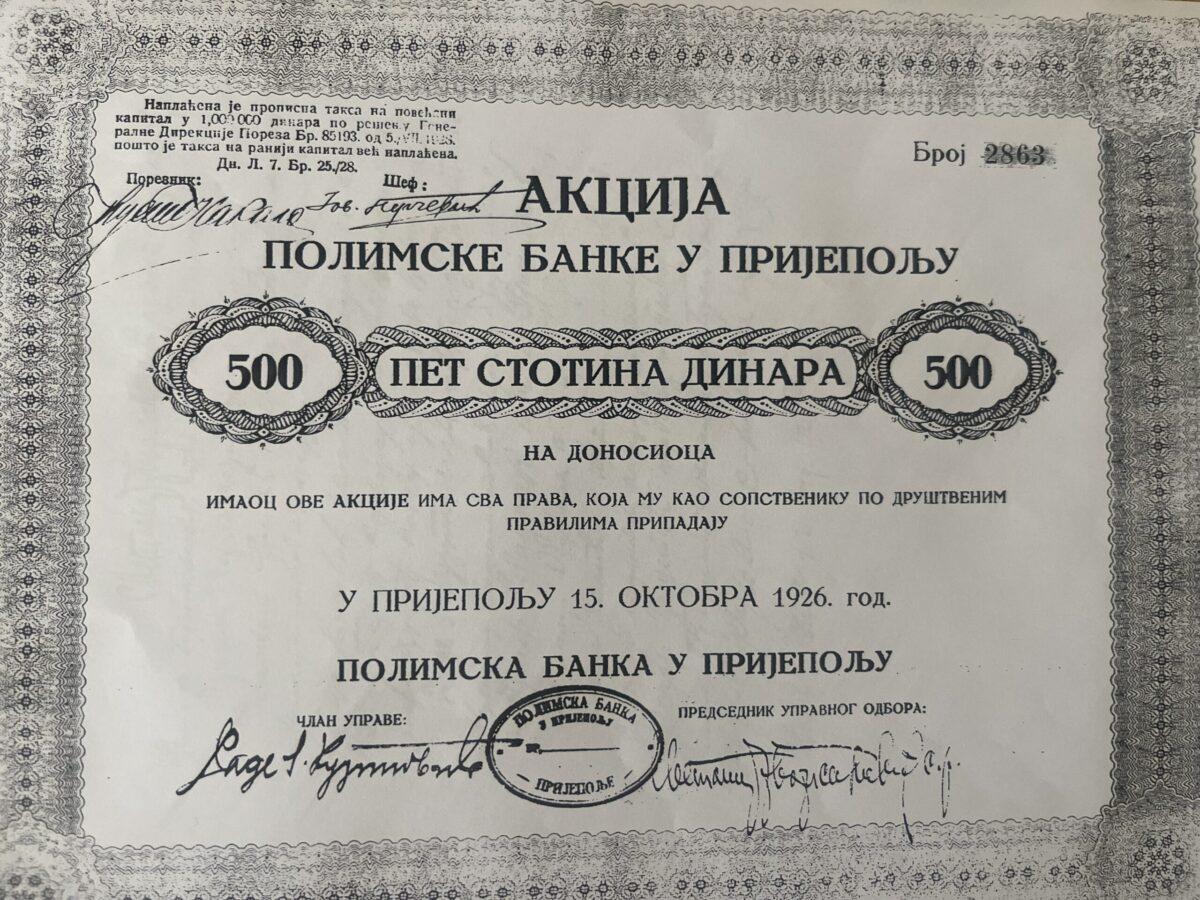 Наплаћена је прописна такса на повећани
капитал у 1,000000 динара по решењу Гене-
ралне Дирекције Пореза Бр. 85193. од 5.
пошто је такса на ранији капитал већ наплаћена.
Дн. Л. 7. Бр. 25./28.
Порезник:
Шеф:
Број 2863
АКЦИЈА
ПОЛИМСКЕ БАНКЕ У ПРИЈЕПОЉУ
500 ПЕТ СТОТИНА ДИНАРА 500
НА ДОНОСИОЦА
ИМАОЦ ОВЕ АКЦИЈЕ ИМА СВА ПРАВА, КОЈА МУ КАО СОПСТВЕНИКУ ПО ДРУШТВЕНИМ
ПРАВИЛИМА ПРИПАДАЈУ
У ПРИЈЕПОЉУ 15. ОКТОБРА 1926. год.
ПОЛИМСКА БАНКА У ПРИЈЕПОЉУ
ЧЛАН УПРАВЕ:
ПРЕДСЕДНИК УПРАВНОГ ОДБОРА:
ПОЛИМСКА БАНКА
У ПРИЈЕПОЉУ
ПРИЈЕПОЉЕ
Раде